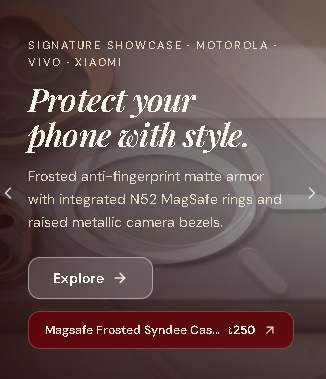 SIGNATURE SHOWCASE · MOTOROLA ·
VIVO · XIAOMI
Protect your
phone with style.
Frosted anti-fingerprint matte armor
with integrated N52 MagSafe rings and
raised metallic camera bezels.
Explore →
Magsafe Frosted Syndee Cas... ₹250 ↗